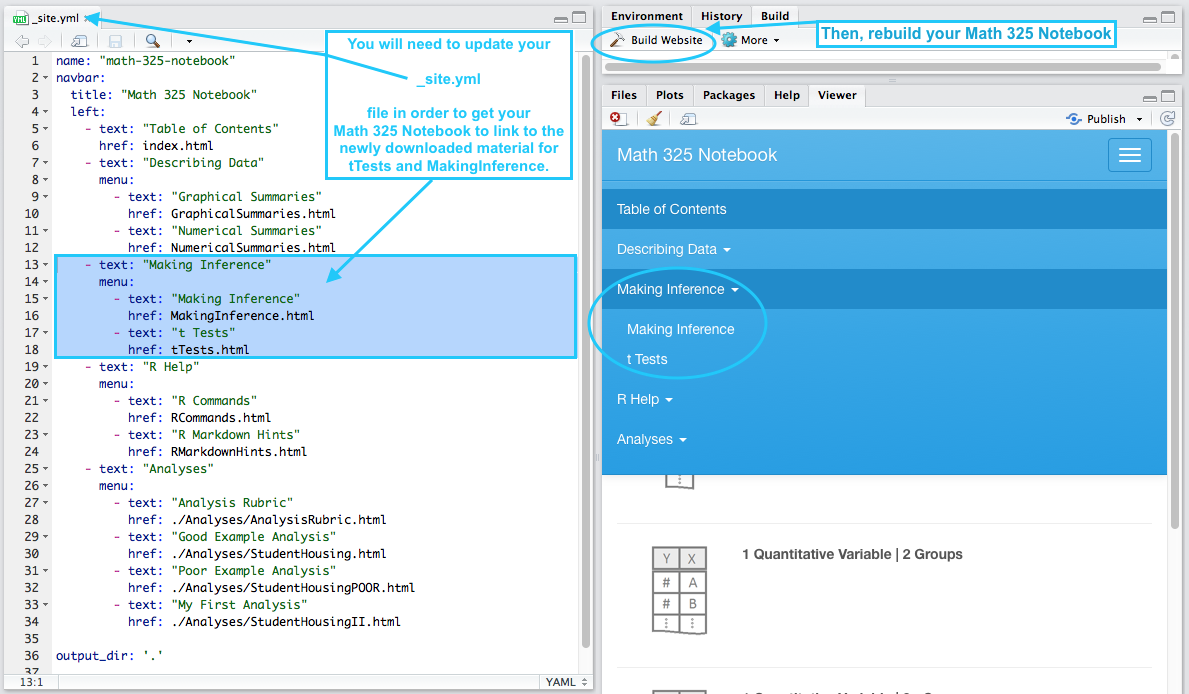 _site.yml
You will need to update your
_site.yml
file in order to get your
Math 325 Notebook to link to the
newly downloaded material for
tTests and MakingInference.
1 name: "math-325-notebook"
2 navbar:
3 title: "Math 325 Notebook"
4 left:
5 - text: "Table of Contents"
6 href: index.html
7 - text: "Describing Data"
8 menu:
9 - text: "Graphical Summaries"
10 href: GraphicalSummaries.html
11 - text: "Numerical Summaries"
12 href: NumericalSummaries.html
13 - text: "Making Inference"
14 menu:
15 - text: "Making Inference"
16 href: MakingInference.html
17 - text: "t Tests"
18 href: tTests.html
19 - text: "R Help"
20 menu:
21 - text: "R Commands"
22 href: RCommands.html
23 - text: "R Markdown Hints"
24 href: RMarkdownHints.html
25 - text: "Analyses"
26 menu:
27 - text: "Analysis Rubric"
28 href: ./Analyses/AnalysisRubric.html
29 - text: "Good Example Analysis"
30 href: ./Analyses/StudentHousing.html
31 - text: "Poor Example Analysis"
32 href: ./Analyses/StudentHousingPOOR.html
33 - text: "My First Analysis"
34 href: ./Analyses/StudentHousingII.html
35
36 output_dir: '.'
37
13:1 YAML
Environment History Build
Build Website More
Then, rebuild your Math 325 Notebook
Files Plots Packages Help Viewer
Publish
Math 325 Notebook
Table of Contents
Describing Data
Making Inference
Making Inference
t Tests
R Help
Analyses
1 Quantitative Variable | 2 Groups
Y X
# A
# B
⋮ ⋮